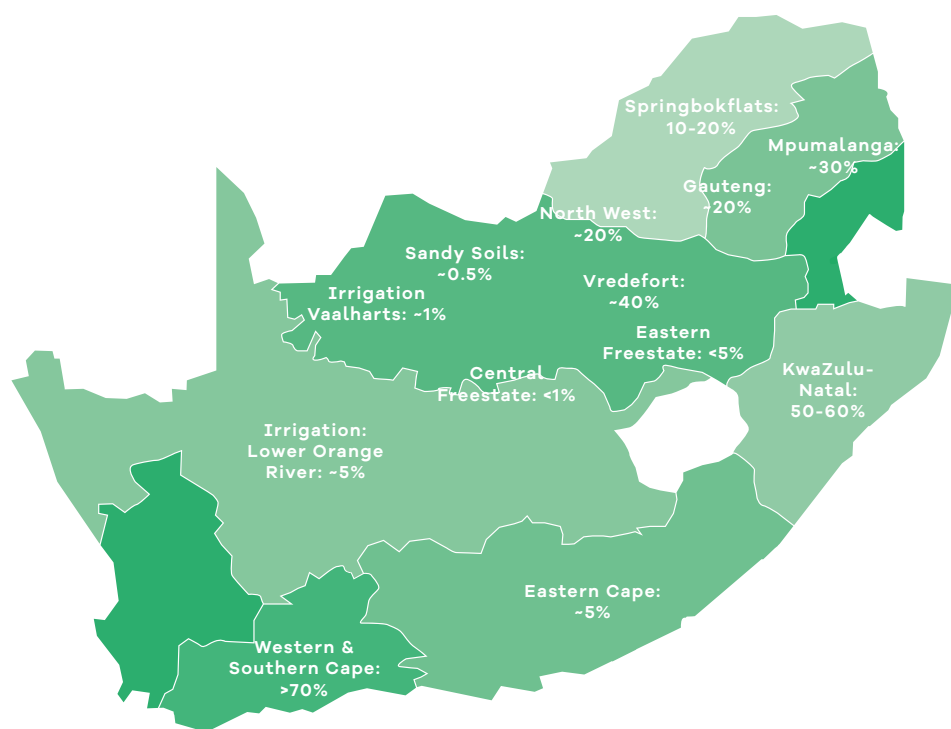 Springbokflats:
10-20%
Mpumalanga:
~30%
Gauteng:
~20%
North West:
~20%
Sandy Soils:
~0.5%
Vredefort:
~40%
Irrigation
Vaalharts: ~1%
Eastern
Freestate: <5%
Central
Freestate: <1%
KwaZulu-
Natal:
50-60%
Irrigation:
Lower Orange
River: ~5%
Eastern Cape:
~5%
Western &
Southern Cape:
>70%